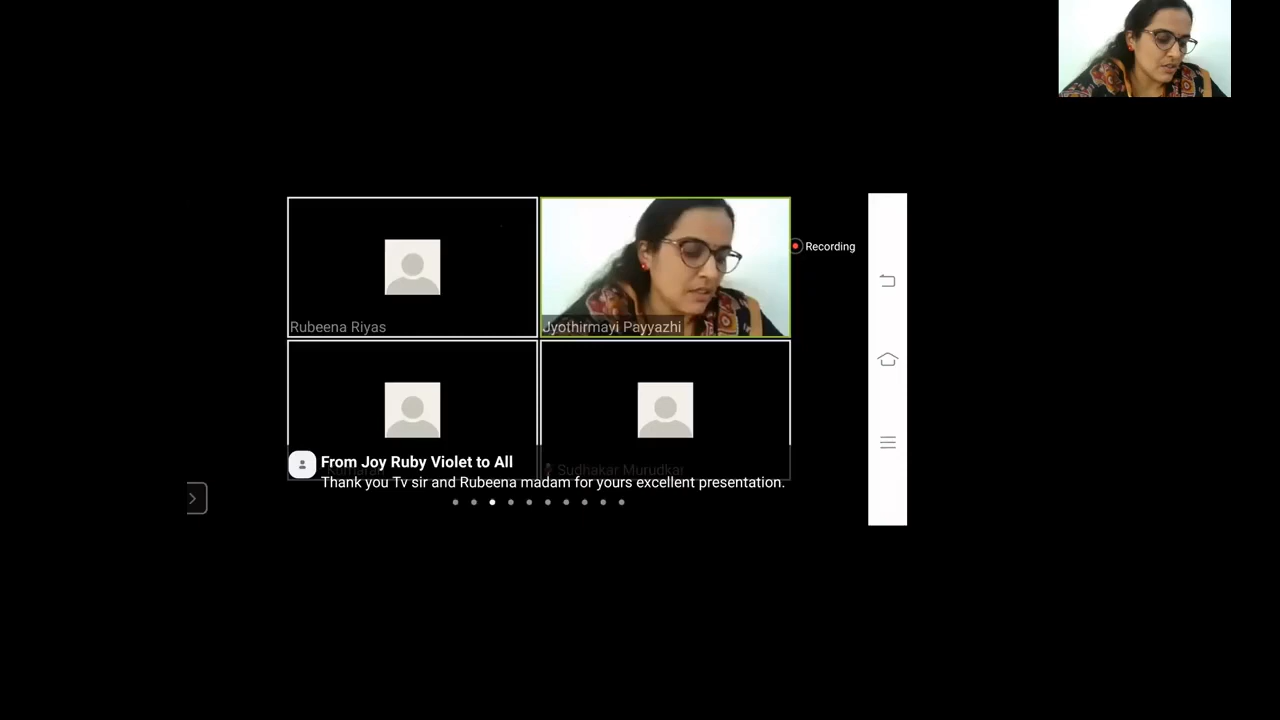 Rubeena Riyas
Jyothirmayi Payyazhi
Recording
From Joy Ruby Violet to All
Sudhakar Murudkar
Thank you Tv sir and Rubeena madam for yours excellent presentation.